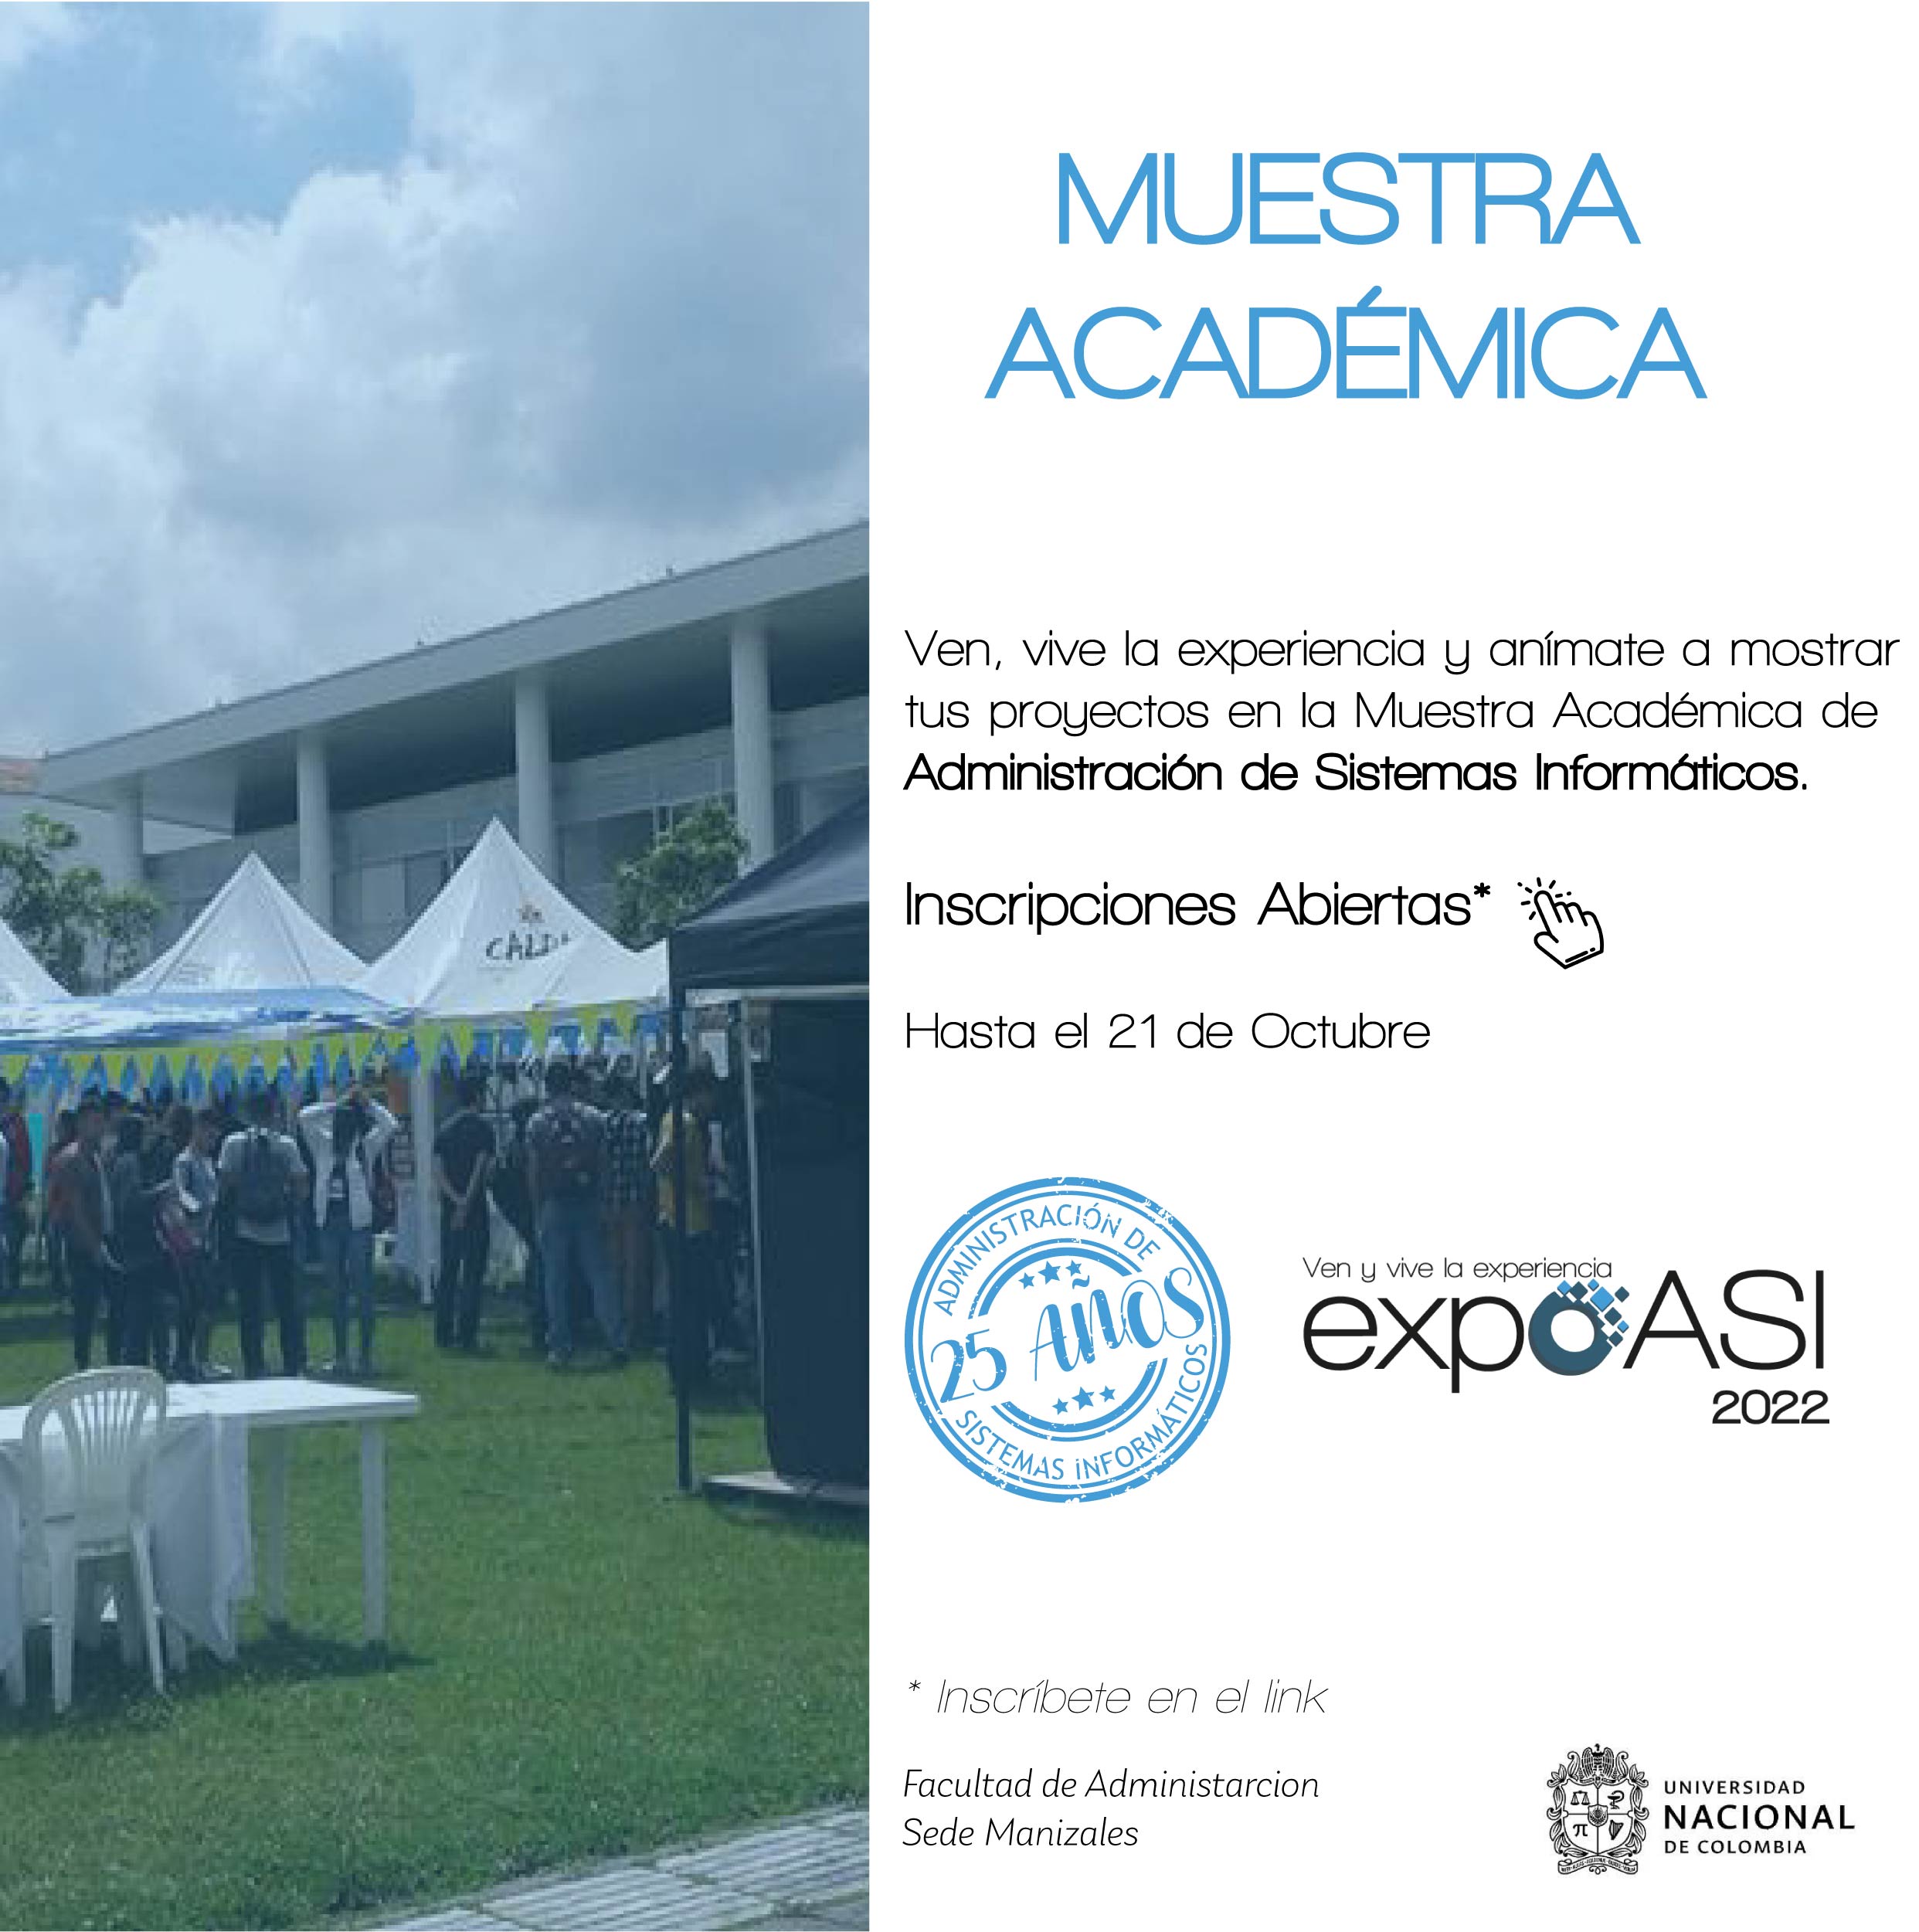 MUESTRA
ACADÉMICA
Ven, vive la experiencia y anímate a mostrar
tus proyectos en la Muestra Académica de
Administración de Sistemas Informáticos.
Inscripciones Abiertas*
Hasta el 21 de Octubre
ADMINISTRACIÓN DE
25 AÑOS
SISTEMAS INFORMÁTICOS
Ven y vive la experiencia
expoASI
2022
* Inscríbete en el link
Facultad de Administarcion
Sede Manizales
UNIVERSIDAD
NACIONAL
DE COLOMBIA